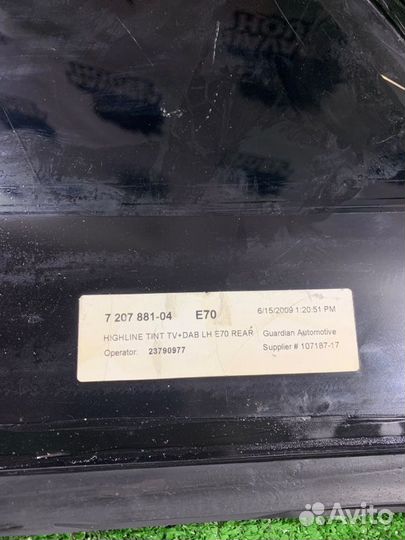 7 207 881-04 E70 6/15/2009 1:20:51 PM
HIGHLINE TINT TV+DAB LH E70 REAR Guardian Automotive
Operator: 23790977 Supplier # 107187-17
Avito